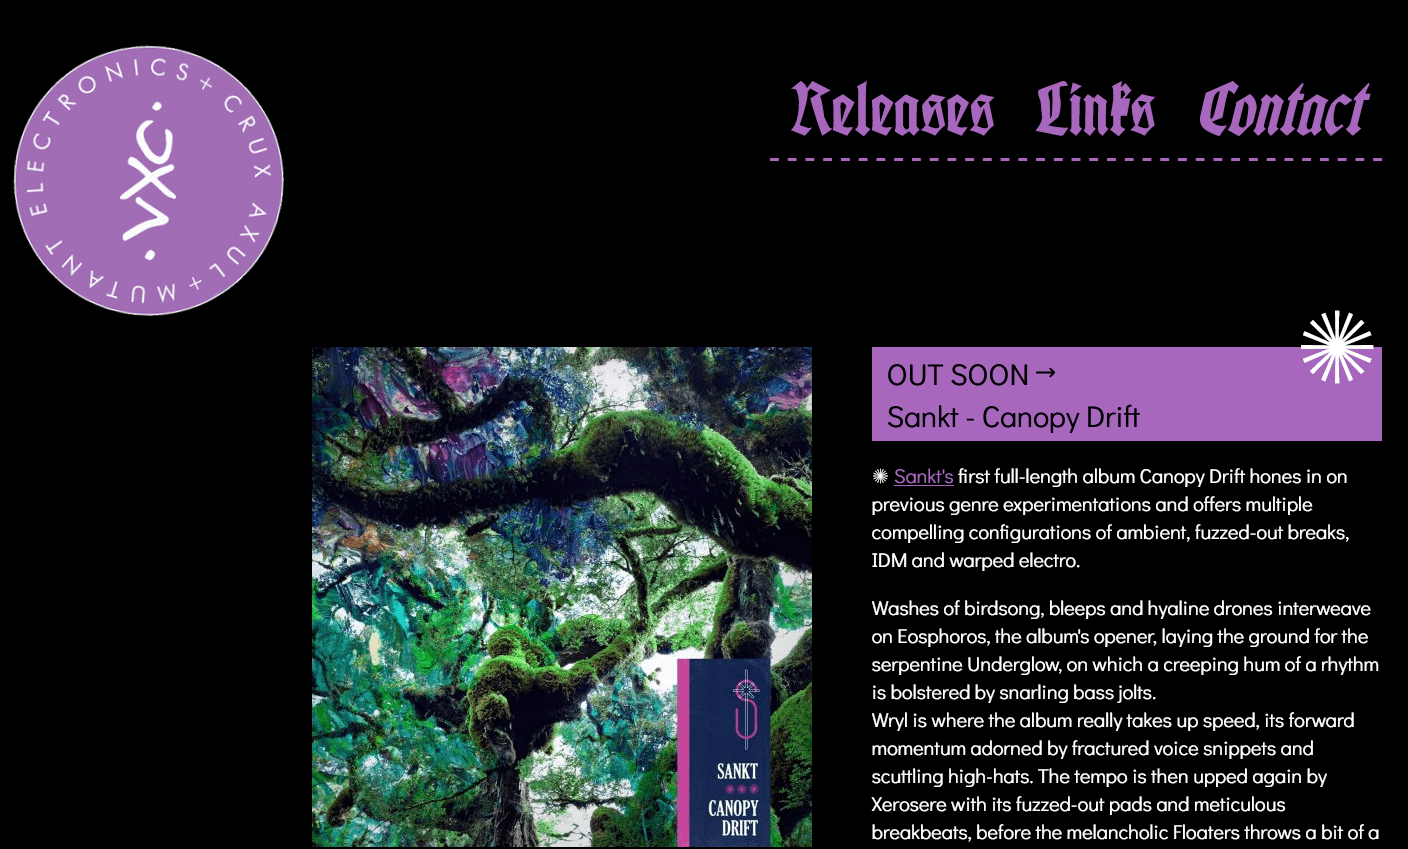 ELECTRONICS + CRUX AXUL + MUTANT
·VXC·
Releases Links Contact
OUT SOON →
Sankt - Canopy Drift
✺ Sankt's first full-length album Canopy Drift hones in on
previous genre experimentations and offers multiple
compelling configurations of ambient, fuzzed-out breaks,
IDM and warped electro.
Washes of birdsong, bleeps and hyaline drones interweave
on Eosphoros, the album's opener, laying the ground for the
serpentine Underglow, on which a creeping hum of a rhythm
is bolstered by snarling bass jolts.
Wryl is where the album really takes up speed, its forward
momentum adorned by fractured voice snippets and
scuttling high-hats. The tempo is then upped again by
Xerosere with its fuzzed-out pads and meticulous
breakbeats, before the melancholic Floaters throws a bit of a
SANKT
CANOPY
DRIFT